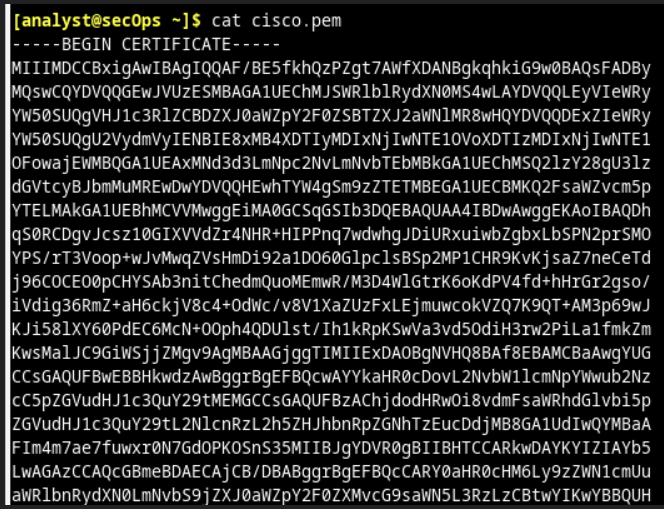 [analyst@secOps ~]$ cat cisco.pem
-----BEGIN CERTIFICATE-----
MIIIMDCCBxigAwIBAgIQQAF/BE5fkhQzPZgt7AWfXDANBgkqhkiG9w0BAQsFADBy
MQswCQYDVQQGEwJVUzESMBAGA1UEChMJSWRlblRydXN0MS4wLAYDVQQLEyVIeWRy
YW50SUQgVHJ1c3RlZCBDZXJ0aWZpY2F0ZSBTZXJ2aWNlMR8wHQYDVQQDExZIeWRy
YW50SUQgU2VydmVyIENBIE8xMB4XDTIyMDIxNjIwNTE1OVoXDTIzMDIxNjIwNTE1
OFowajEWMBQGA1UEAxMNd3d3LmNpc2NvLmNvbTEbMBkGA1UEChMSQ2lzY28gU3lz
dGVtcyBJbmMuMREwDwYDVQQHEwhTYW4gSm9zZTETMBEGA1UECBMKQ2FsaWZvcm5p
YTELMAkGA1UEBhMCVVMwggEiMA0GCSqGSIb3DQEBAQUAA4IBDwAwggEKAoIBAQDh
qS0RCDgvJcsz10GIXVVdZr4NHR+HIPPnq7wdwhgJDiURxuiwbZgbxLbSPN2prSMO
YPS/rT3Voop+wJvMwqZVsHmDi92a1DO60GlpclsBSp2MP1CHR9KvKjsaZ7neCeTd
j96COCEO0pCHYSAb3nitChedmQuoMEmwR/M3D4WlGtrK6oKdPV4fd+hHrGr2gso/
iVdig36RmZ+aH6ckjV8c4+OdWc/v8V1XaZUzFxLEjmuwcokVZQ7K9QT+AM3p69wJ
KJi58lXY60PdEC6McN+OOph4QDUlst/Ih1kRpKSwVa3vd5OdiH3rw2PiLa1fmkZm
KwsMalJC9GiWSjjZMgv9AgMBAAGjggTIMIIExDAOBgNVHQ8BAf8EBAMCBaAwgYUG
CCsGAQUFBwEBBHkwdzAwBggrBgEFBQcwAYYkaHR0cDovL2NvbW1lcmNpYWwub2Nz
cC5pZGVudHJ1c3QuY29tMEMGCCsGAQUFBzAChjdodHRwOi8vdmFsaWRhdGlvbi5p
ZGVudHJ1c3QuY29tL2NlcnRzL2h5ZHJhbnRpZGNhTzEucDdjMB8GA1UdIwQYMBaA
FIm4m7ae7fuwxr0N7GdOPKOSnS35MIIBJgYDVR0gBIIBHTCCARkwDAYKYIZIAYb5
LwAGAzCCAQcGBmeBDAECAjCB/DBABggrBgEFBQcCARY0aHR0cHM6Ly9zZWN1cmUu
aWRlbnRydXN0LmNvbS9jZXJ0aWZpY2F0ZXMvcG9saWN5L3RzLzCBtwYIKwYBBQUH